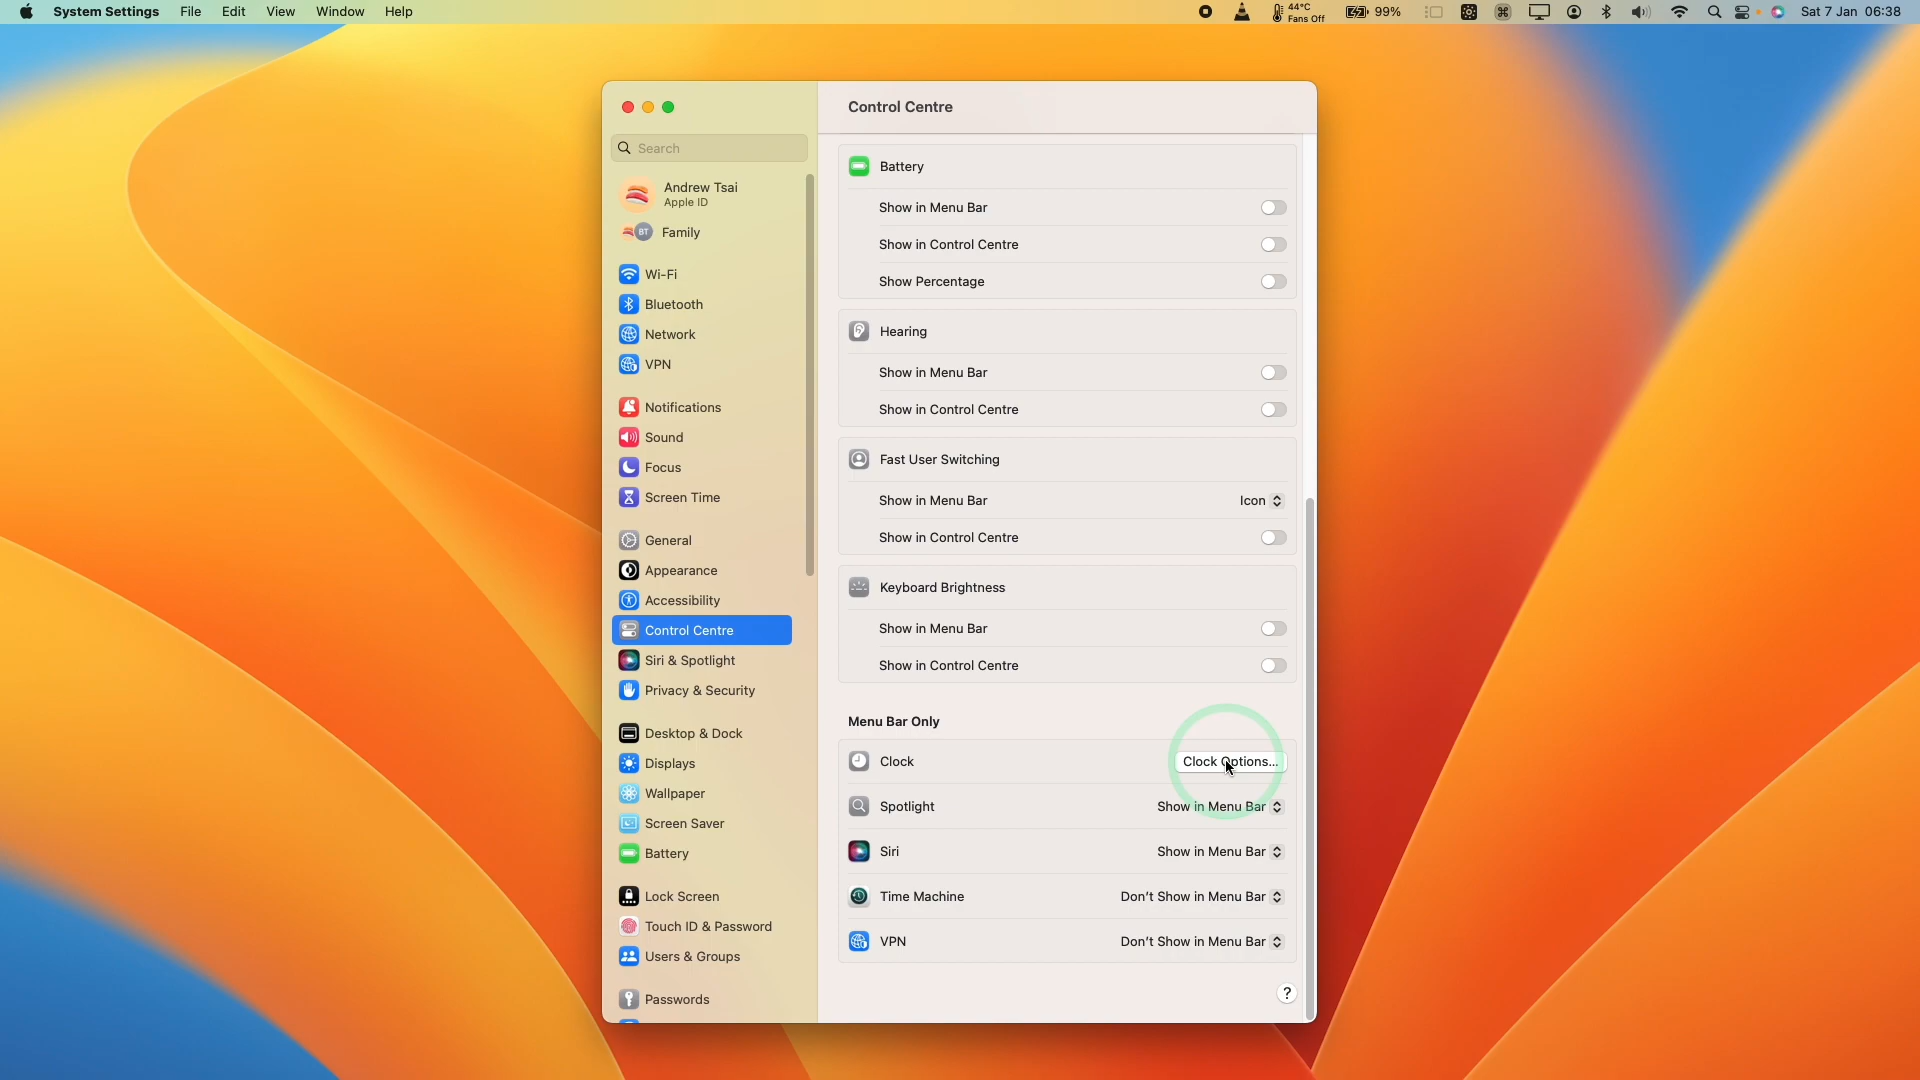 System Settings File Edit View Window Help 44°C Fans Off 99% Sat 7 Jan 06:38
Control Centre
Search
Andrew Tsai
Apple ID
BT Family
Wi-Fi
Bluetooth
Network
VPN
Notifications
Sound
Focus
Screen Time
General
Appearance
Accessibility
Control Centre
Siri & Spotlight
Privacy & Security
Desktop & Dock
Displays
Wallpaper
Screen Saver
Battery
Lock Screen
Touch ID & Password
Users & Groups
Passwords
Battery
Show in Menu Bar
Show in Control Centre
Show Percentage
Hearing
Show in Menu Bar
Show in Control Centre
Fast User Switching
Show in Menu Bar Icon
Show in Control Centre
Keyboard Brightness
Show in Menu Bar
Show in Control Centre
Menu Bar Only
Clock Clock Options...
Spotlight Show in Menu Bar
Siri Show in Menu Bar
Time Machine Don't Show in Menu Bar
VPN Don't Show in Menu Bar
?